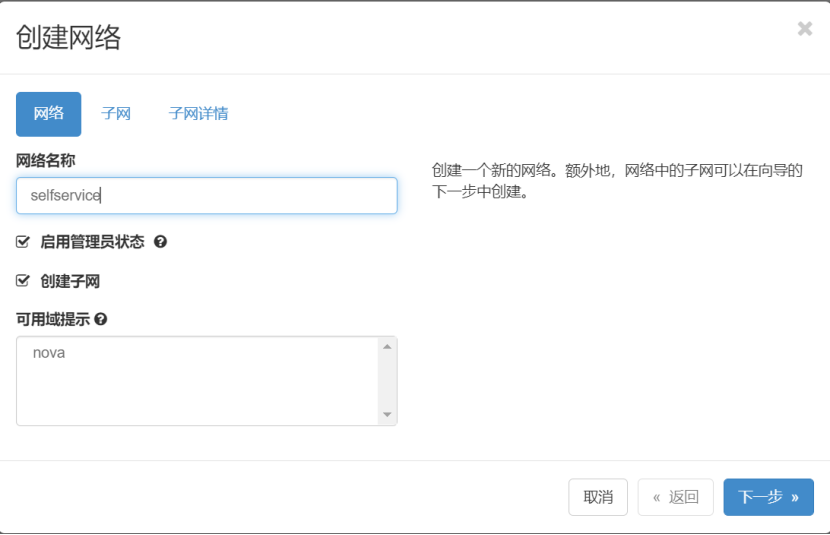 创建网络
×
网络 子网 子网详情
网络名称
selfservice
启用管理员状态
创建子网
可用域提示
nova
创建一个新的网络。额外地，网络中的子网可以在向导的
下一步中创建。
取消 « 返回 下一步 »